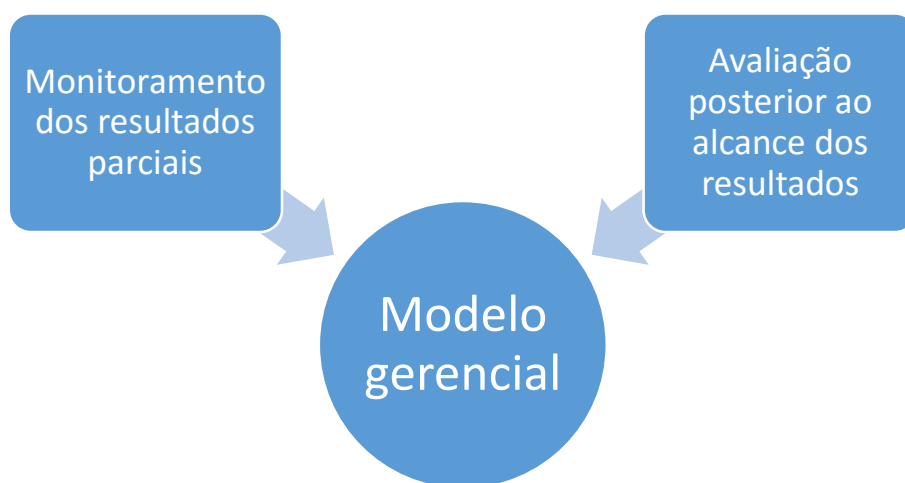 Monitoramento
dos resultados
parciais
Avaliação
posterior ao
alcance dos
resultados
Modelo
gerencial